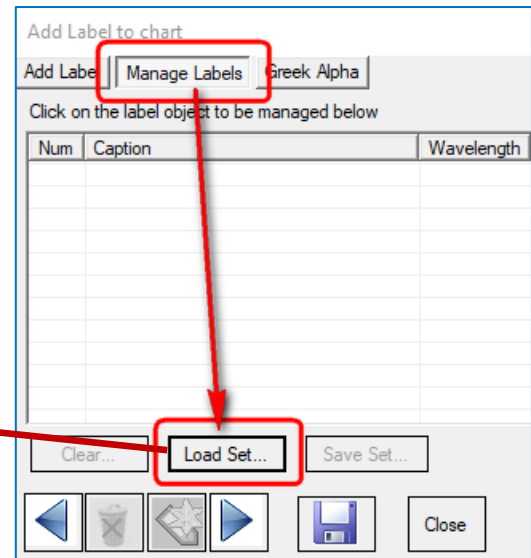 Add Label to chart
Add Label Manage Labels Greek Alpha
Click on the label object to be managed below
Num Caption Wavelength
Clear... Load Set... Save Set...
Close